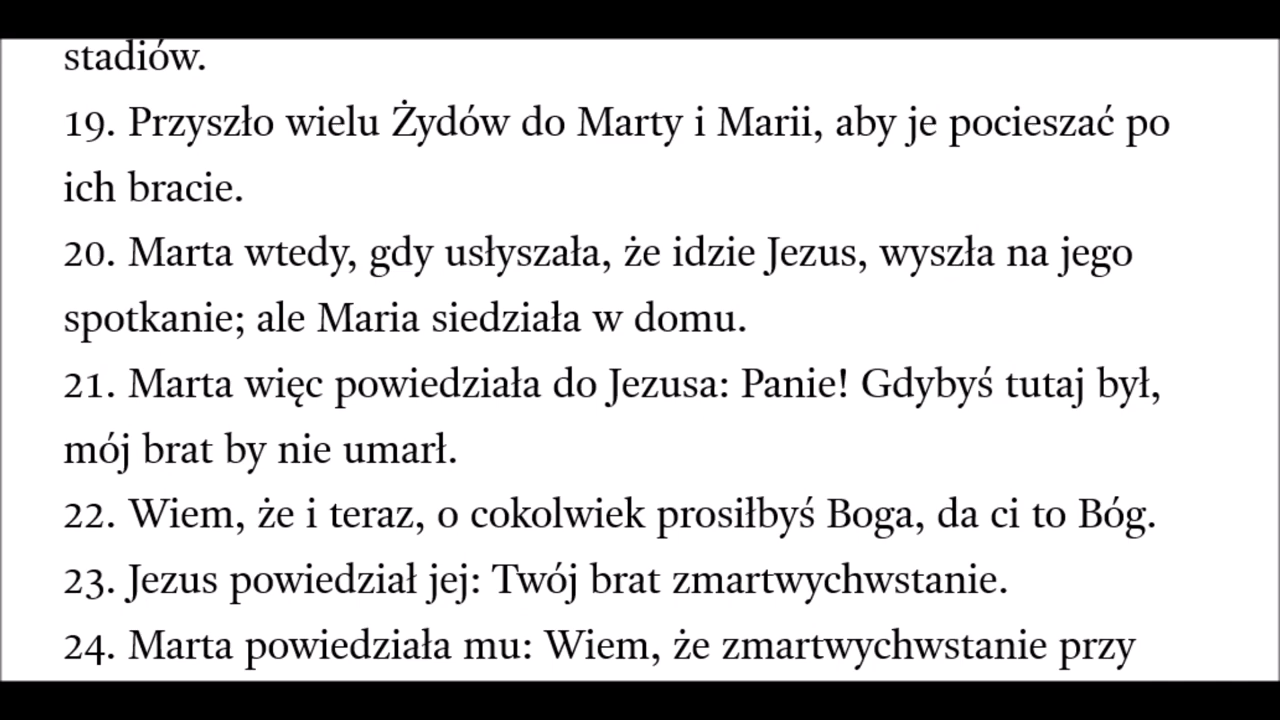 stadiów.
19. Przyszło wielu Żydów do Marty i Marii, aby je pocieszać po
ich bracie.
20. Marta wtedy, gdy usłyszała, że idzie Jezus, wyszła na jego
spotkanie; ale Maria siedziała w domu.
21. Marta więc powiedziała do Jezusa: Panie! Gdybyś tutaj był,
mój brat by nie umarł.
22. Wiem, że i teraz, o cokolwiek prosiłbyś Boga, da ci to Bóg.
23. Jezus powiedział jej: Twój brat zmartwychwstanie.
24. Marta powiedziała mu: Wiem, że zmartwychwstanie przy